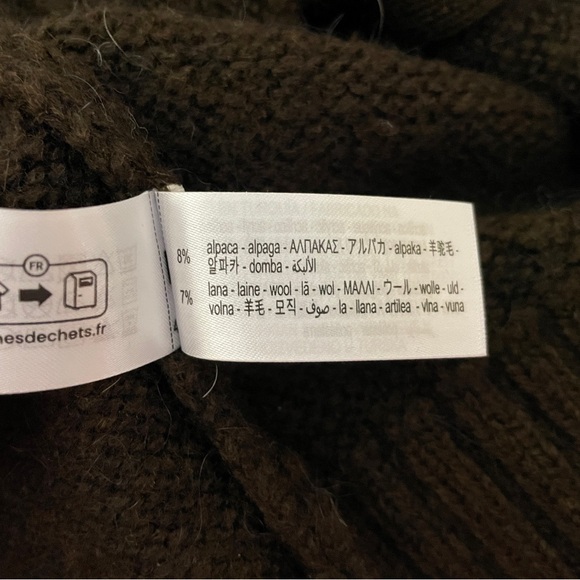 FR
nesdechets.fr
8% alpaca - alpaga - ΑΛΠΑΚΑΣ - アルパカ - alpaka - 羊驼毛 -
알파카 - domba - الألبكة
7% lana - laine - wool - lã - wol - ΜΑΛΛΙ - ウール - wolle - uld -
volna - 羊毛 - 모직 - صوف - la - llana - artilea - vlna - vuna